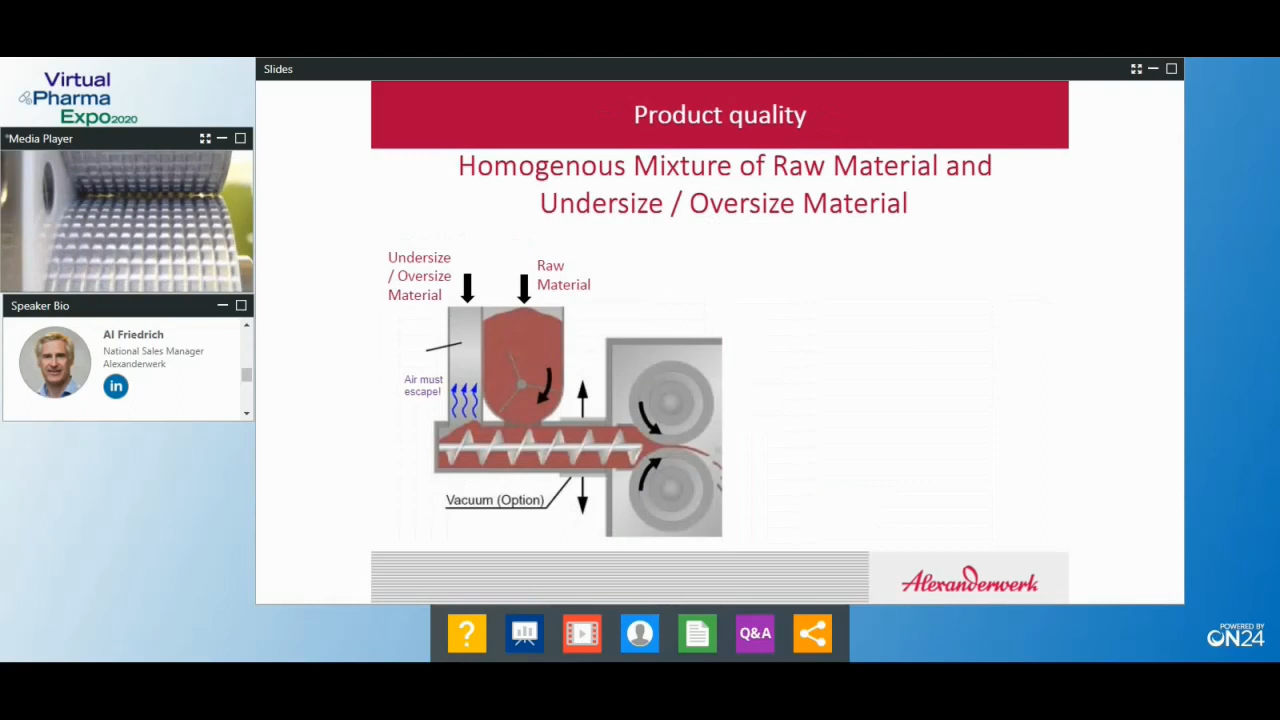 Virtual
Pharma
Expo2020
*Media Player
Speaker Bio
Al Friedrich
National Sales Manager
Alexanderwerk
in
Slides
Product quality
Homogenous Mixture of Raw Material and
Undersize / Oversize Material
Undersize
/ Oversize
Material
Raw
Material
Air must
escape!
Vacuum (Option)
Alexanderwerk
?
Q&A
POWERED BY
ON24